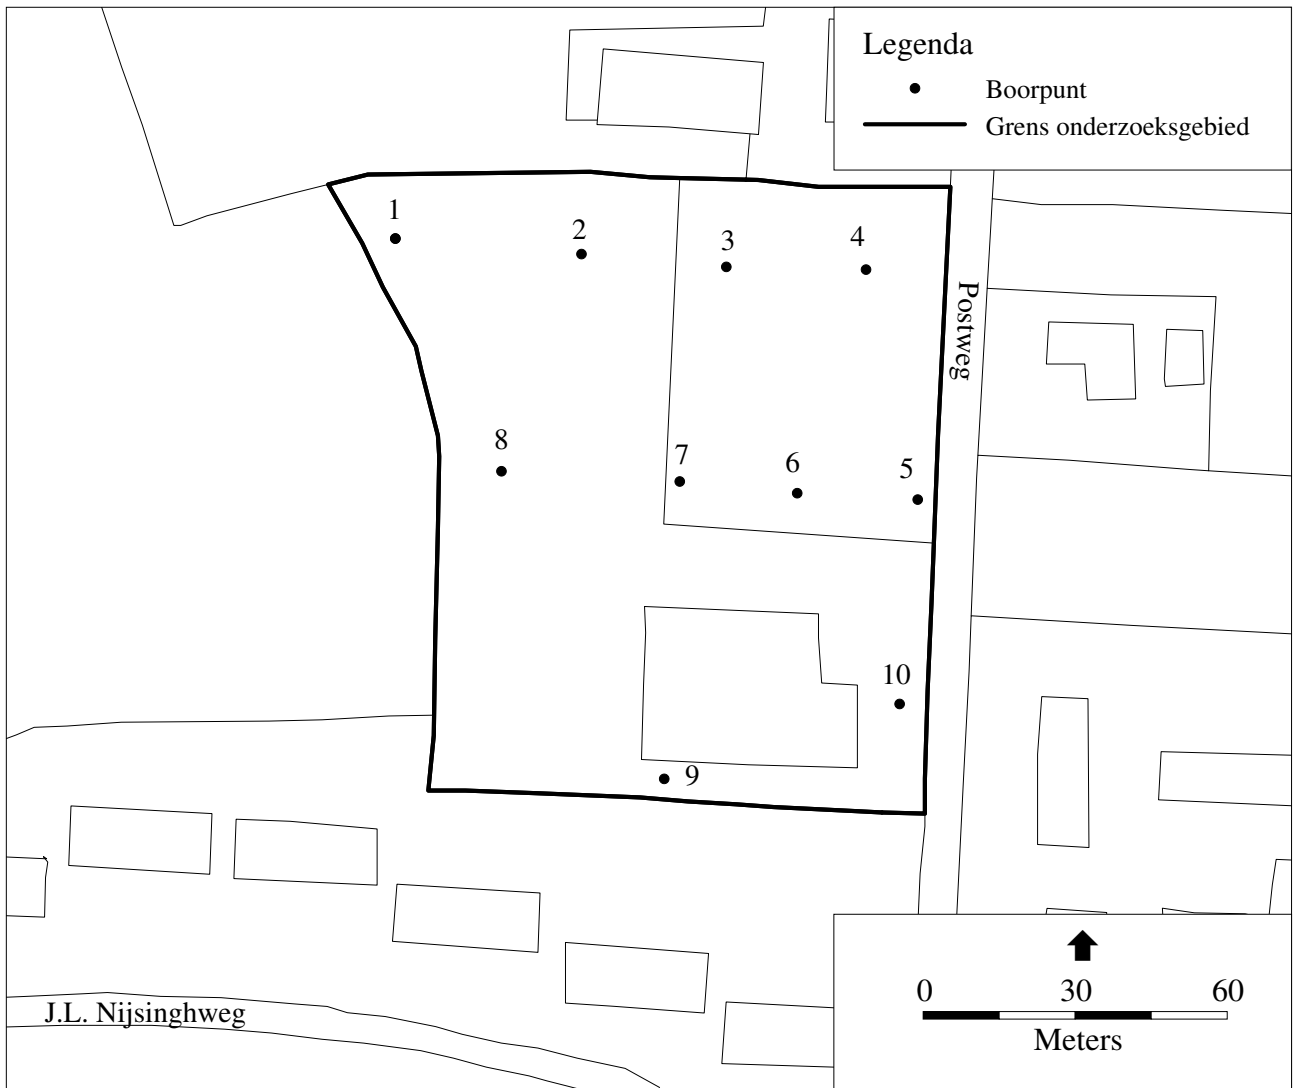 Legenda
Boorpunt
Grens onderzoeksgebied
1
2
3
4
Postweg
8
7
6
5
10
9
J.L. Nijsinghweg
0 30 60
Meters